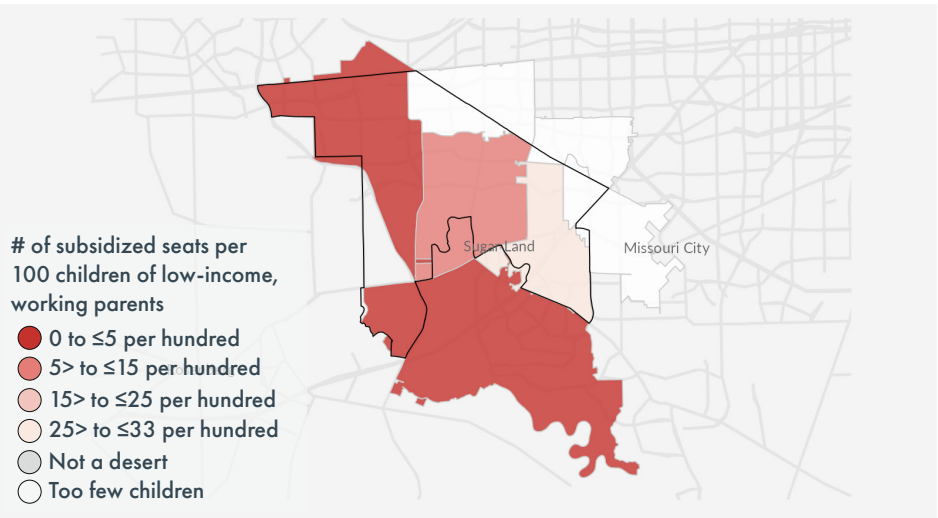 Sugar Land
Missouri City
# of subsidized seats per
100 children of low-income,
working parents
0 to ≤5 per hundred
5> to ≤15 per hundred
15> to ≤25 per hundred
25> to ≤33 per hundred
Not a desert
Too few children